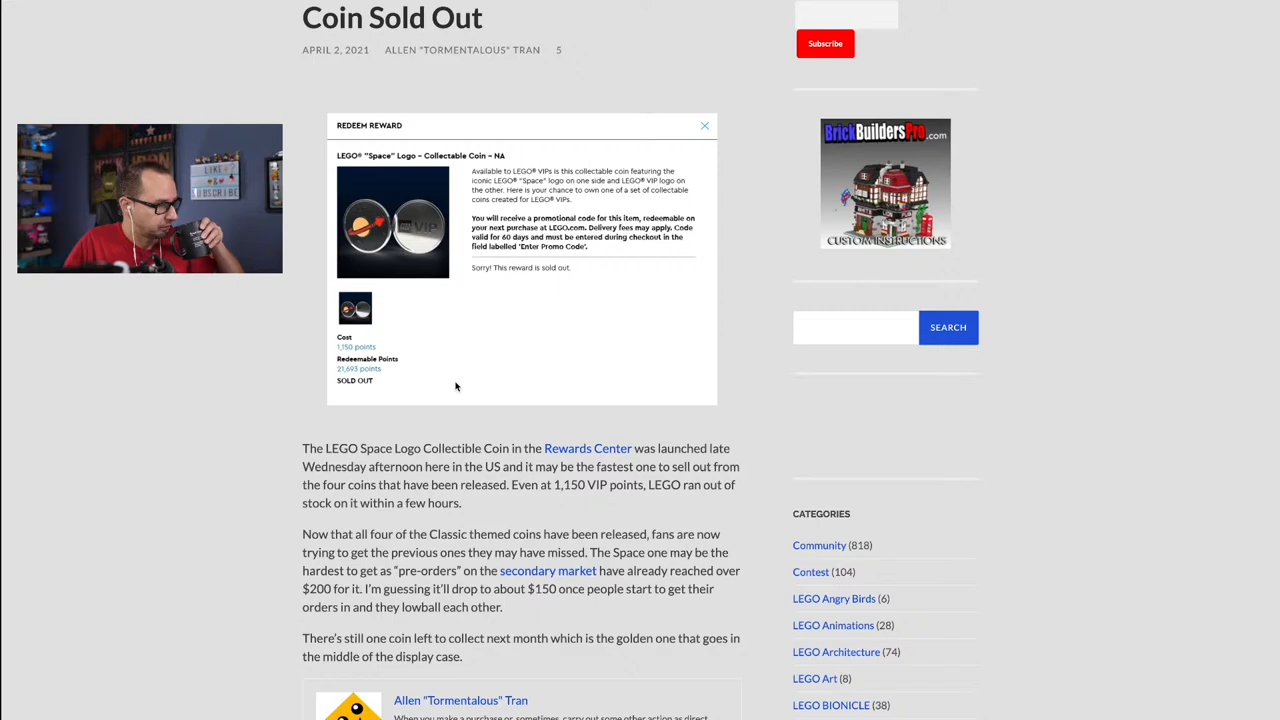 Coin Sold Out
APRIL 2, 2021 ALLEN "TORMENTALOUS" TRAN 5
REDEEM REWARD
LEGO® "Space" Logo - Collectable Coin - NA
Available to LEGO® VIPs is this collectable coin featuring the
iconic LEGO® "Space" logo on one side and LEGO® VIP logo on
the other. Here is your chance to own one of a set of collectable
coins created for LEGO® VIPs.
You will receive a promotional code for this item, redeemable on
your next purchase at LEGO.com. Delivery fees may apply. Code
valid for 60 days and must be entered during checkout in the
field labelled 'Enter Promo Code'.
Sorry! This reward is sold out.
VIP
Cost
1,150 points
Redeemable Points
21,693 points
SOLD OUT
The LEGO Space Logo Collectible Coin in the Rewards Center was launched late
Wednesday afternoon here in the US and it may be the fastest one to sell out from
the four coins that have been released. Even at 1,150 VIP points, LEGO ran out of
stock on it within a few hours.
Now that all four of the Classic themed coins have been released, fans are now
trying to get the previous ones they may have missed. The Space one may be the
hardest to get as “pre-orders” on the secondary market have already reached over
$200 for it. I’m guessing it’ll drop to about $150 once people start to get their
orders in and they lowball each other.
There’s still one coin left to collect next month which is the golden one that goes in
the middle of the display case.
Allen "Tormentalous" Tran
When you make a purchase or, sometimes, carry out some other action as direct
LIKE
&
SUBSCRIBE
Subscribe
BrickBuildersPro.com
CUSTOM INSTRUCTIONS
SEARCH
CATEGORIES
Community (818)
Contest (104)
LEGO Angry Birds (6)
LEGO Animations (28)
LEGO Architecture (74)
LEGO Art (8)
LEGO BIONICLE (38)